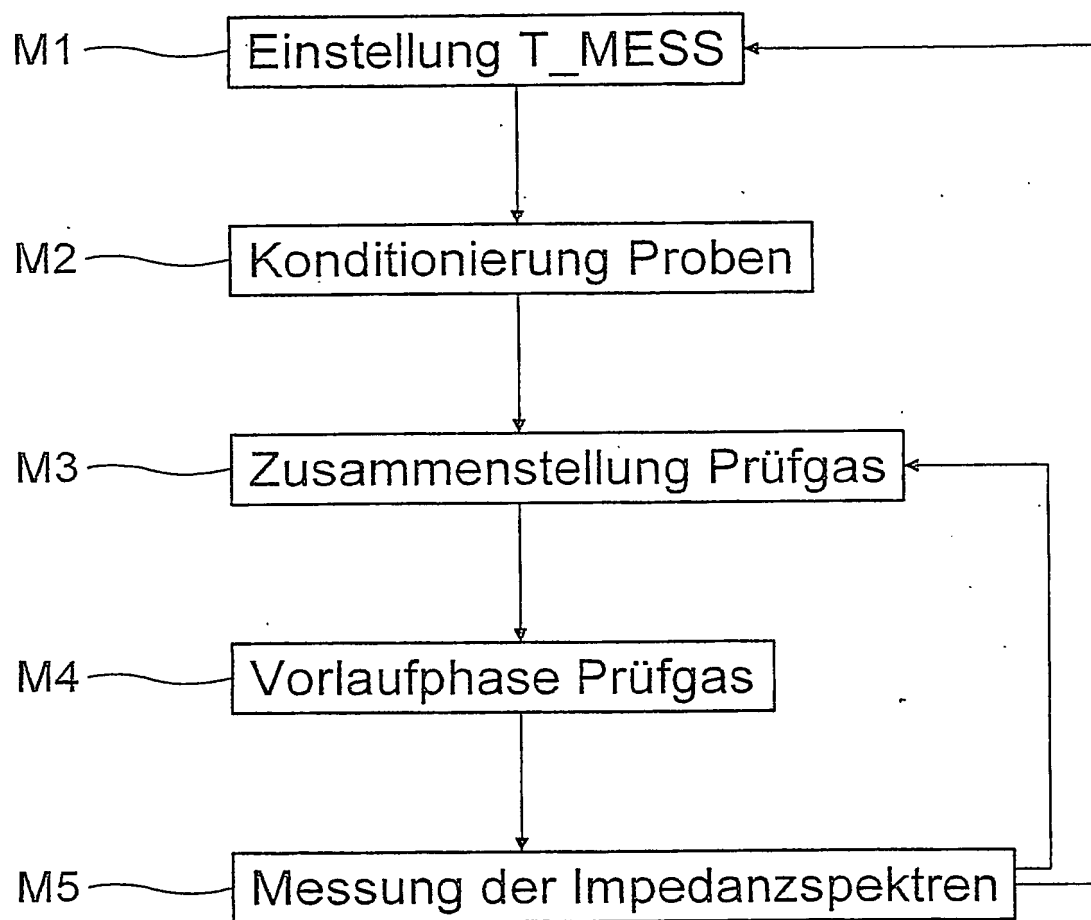 M1 Einstellung T_MESS
M2 Konditionierung Proben
M3 Zusammenstellung Prüfgas
M4 Vorlaufphase Prüfgas
M5 Messung der Impedanzspektren